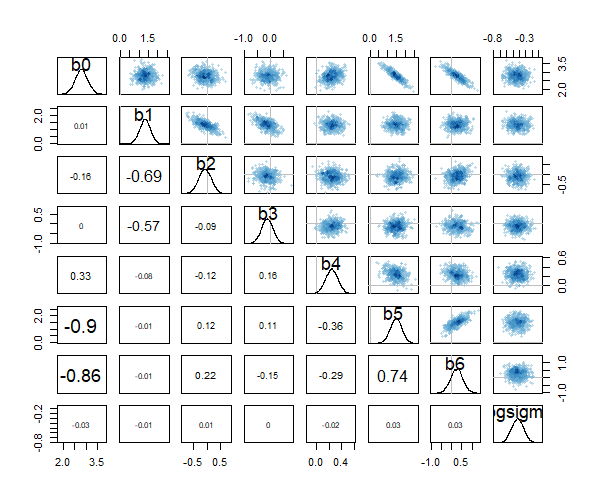 0.0 1.5 -1.0 0.0 0.0 1.5 -0.8 -0.3
b0 2.0 3.5
0.0 2.0 0.01 b1
-0.16 -0.69 b2 -0.5
-1.0 0.5 0 -0.57 -0.09 b3
0.33 -0.08 -0.12 0.16 b4 0.0 0.6
0.0 2.0 -0.9 -0.01 0.12 0.11 -0.36 b5
-0.86 -0.01 0.22 -0.15 -0.29 0.74 b6 -1.0 1.0
-0.8 -0.2 -0.03 -0.01 0.01 0 -0.02 0.03 0.03 ogsigm
2.0 3.5 -0.5 0.5 0.0 0.4 -1.0 0.5